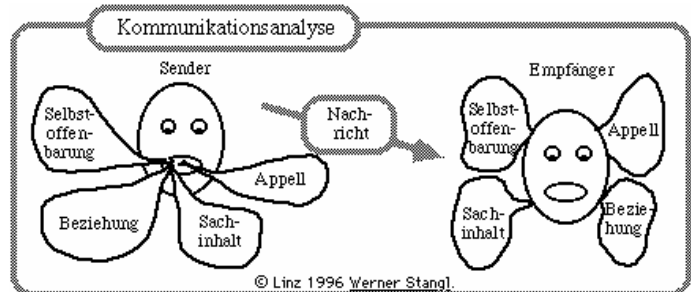 Kommunikationsanalyse
Sender
Empfänger
Selbst-
offen-
barung
Beziehung
Sach-
inhalt
Appell
Nach-
richt
Selbst-
offen-
barung
Appell
Sach-
inhalt
Bezie-
hung
© Linz 1996 Werner Stangl.